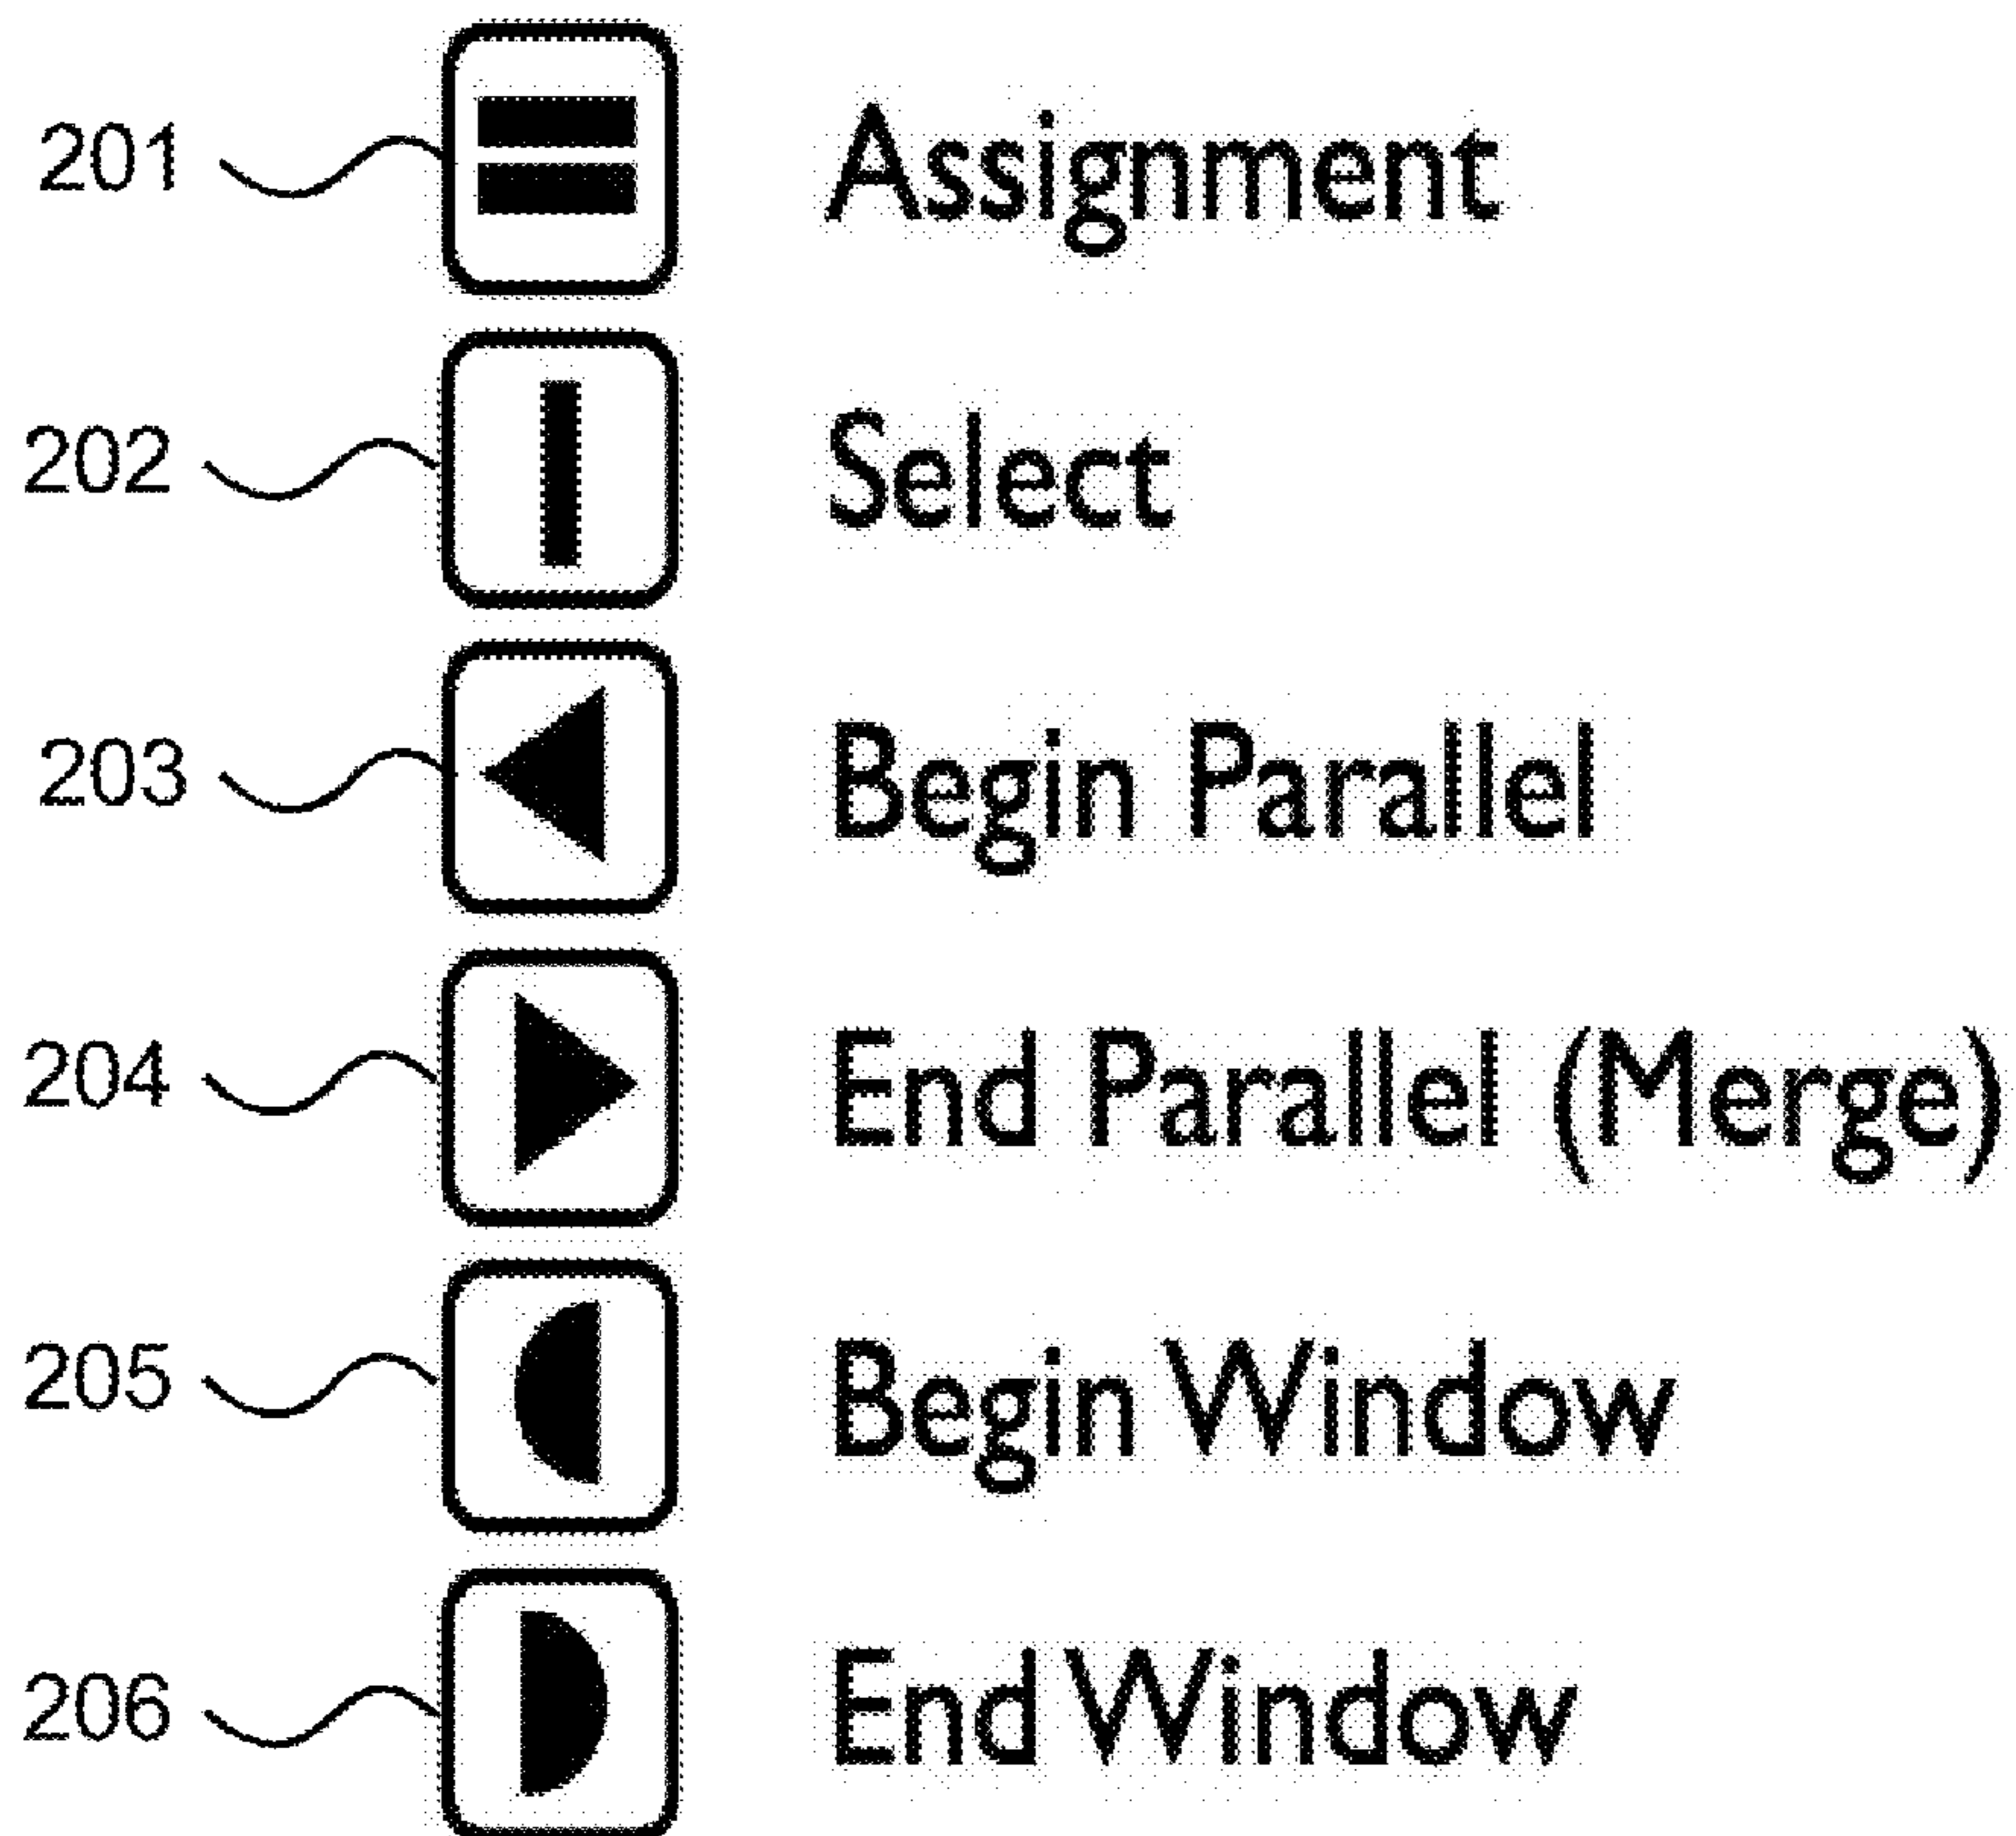 201 Assignment
202 Select
203 Begin Parallel
204 End Parallel (Merge)
205 Begin Window
206 End Window